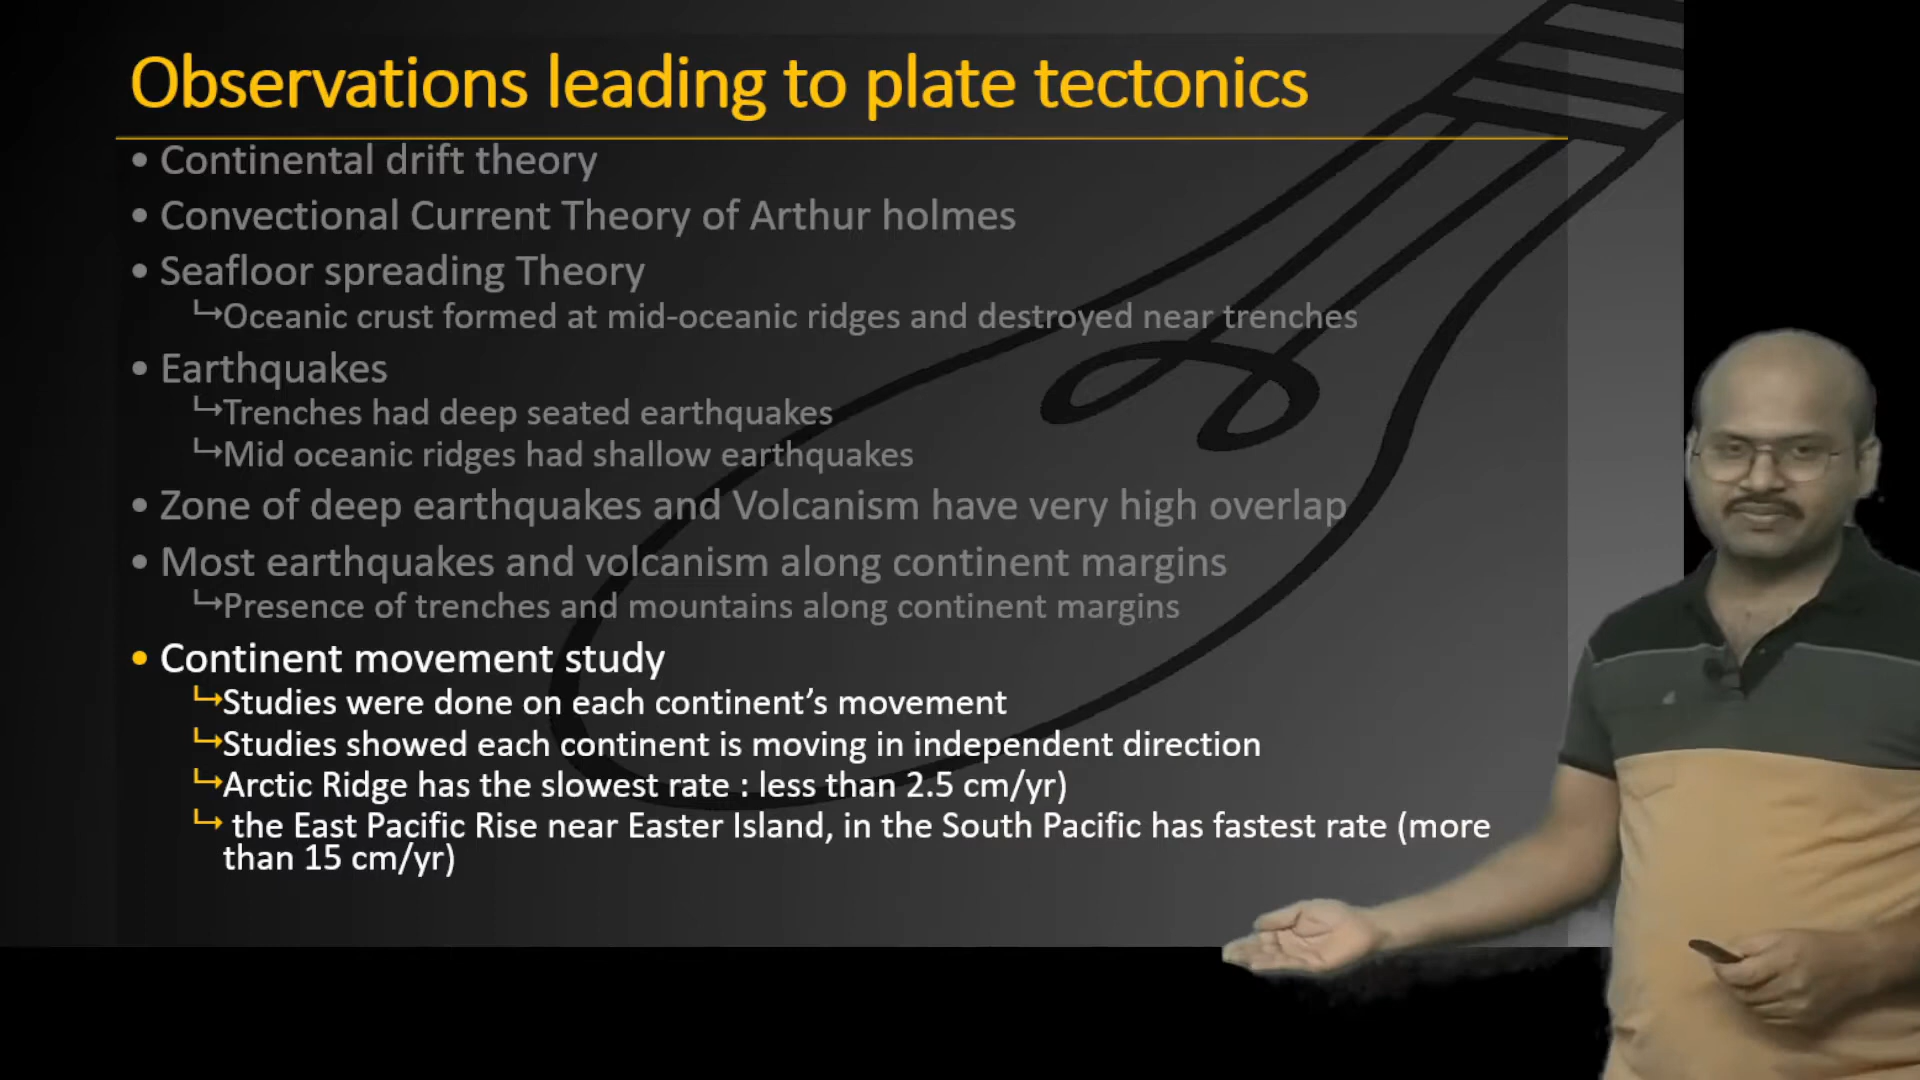 Observations leading to plate tectonics
• Continental drift theory
• Convectional Current Theory of Arthur holmes
• Seafloor spreading Theory
↳Oceanic crust formed at mid-oceanic ridges and destroyed near trenches
• Earthquakes
↳Trenches had deep seated earthquakes
↳Mid oceanic ridges had shallow earthquakes
• Zone of deep earthquakes and Volcanism have very high overlap
• Most earthquakes and volcanism along continent margins
↳Presence of trenches and mountains along continent margins
• Continent movement study
↳Studies were done on each continent’s movement
↳Studies showed each continent is moving in independent direction
↳Arctic Ridge has the slowest rate : less than 2.5 cm/yr)
↳ the East Pacific Rise near Easter Island, in the South Pacific has fastest rate (more
than 15 cm/yr)